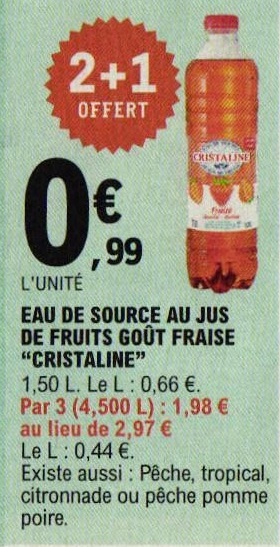 2+1
OFFERT
0€,99
L'UNITÉ
CRISTALINE
Fraise
EAU DE SOURCE AU JUS
DE FRUITS GOÛT FRAISE
“CRISTALINE”
1,50 L. Le L : 0,66 €.
Par 3 (4,500 L) : 1,98 €
au lieu de 2,97 €
Le L : 0,44 €.
Existe aussi : Pêche, tropical,
citronnade ou pêche pomme
poire.